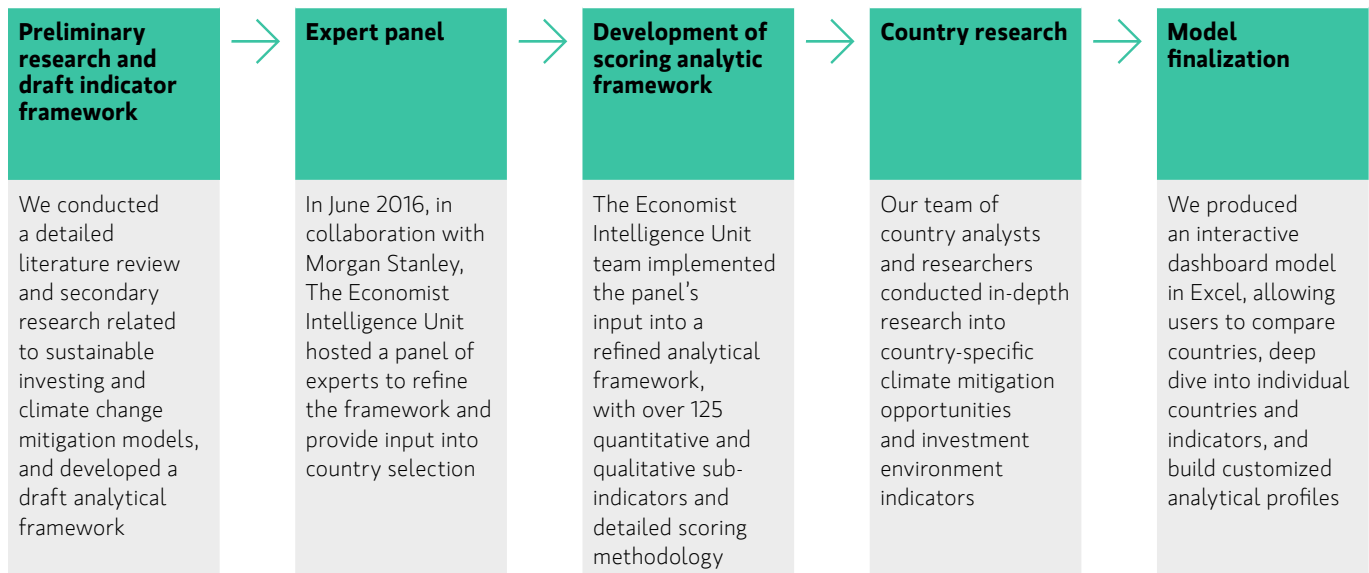 Preliminary
research and
draft indicator
framework
We conducted
a detailed
literature review
and secondary
research related
to sustainable
investing and
climate change
mitigation models,
and developed a
draft analytical
framework
Expert panel
In June 2016, in
collaboration with
Morgan Stanley,
The Economist
Intelligence Unit
hosted a panel of
experts to refine
the framework and
provide input into
country selection
Development of
scoring analytic
framework
The Economist
Intelligence Unit
team implemented
the panel’s
input into a
refined analytical
framework,
with over 125
quantitative and
qualitative sub-
indicators and
detailed scoring
methodology
Country research
Our team of
country analysts
and researchers
conducted in-depth
research into
country-specific
climate mitigation
opportunities
and investment
environment
indicators
Model
finalization
We produced
an interactive
dashboard model
in Excel, allowing
users to compare
countries, deep
dive into individual
countries and
indicators, and
build customized
analytical profiles